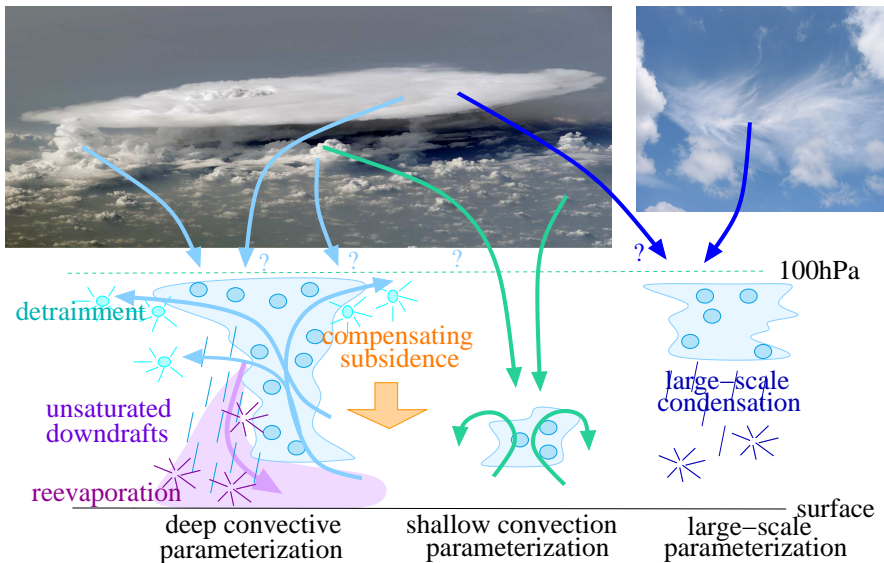 ? ? ? ?
100hPa
detrainment
compensating
subsidence
large−scale
condensation
unsaturated
downdrafts
reevaporation
surface
deep convective
parameterization
shallow convection
parameterization
large−scale
parameterization